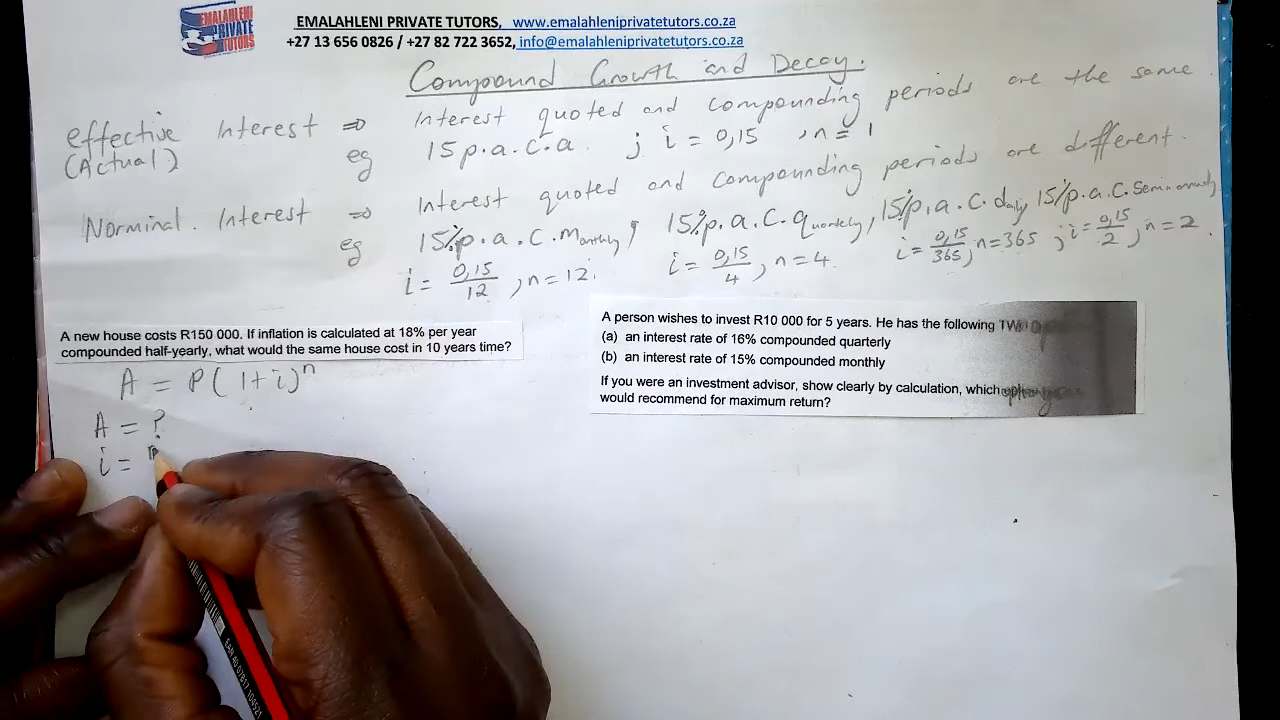 EMALAHLENI PRIVATE TUTORS
EMALAHLENI PRIVATE TUTORS, www.emalahleniprivatetutors.co.za
+27 13 656 0826 / +27 82 722 3652, info@emalahleniprivatetutors.co.za
Compound Growth and Decay.
effective Interest ⇒ Interest quoted and compounding periods are the same.
(Actual) eg 15 p.a.c.a. ; i = 0,15 , n = 1
Norminal. Interest ⇒ Interest quoted and compounding periods are different.
eg 15% p.a.c. Monthly, 15% p.a.c. Quarterly, 15% p.a.c. daily, 15% p.a.c. Semi-annually
i = 0,15/12 , n = 12. i = 0,15/4 , n = 4. i = 0,15/365 , n = 365 ; i = 0,15/2 , n = 2.
A new house costs R150 000. If inflation is calculated at 18% per year
compounded half-yearly, what would the same house cost in 10 years time?
A = P(1+i)ⁿ
A = ?
i =
A person wishes to invest R10 000 for 5 years. He has the following TWO
(a) an interest rate of 16% compounded quarterly
(b) an interest rate of 15% compounded monthly
If you were an investment advisor, show clearly by calculation, which
would recommend for maximum return?